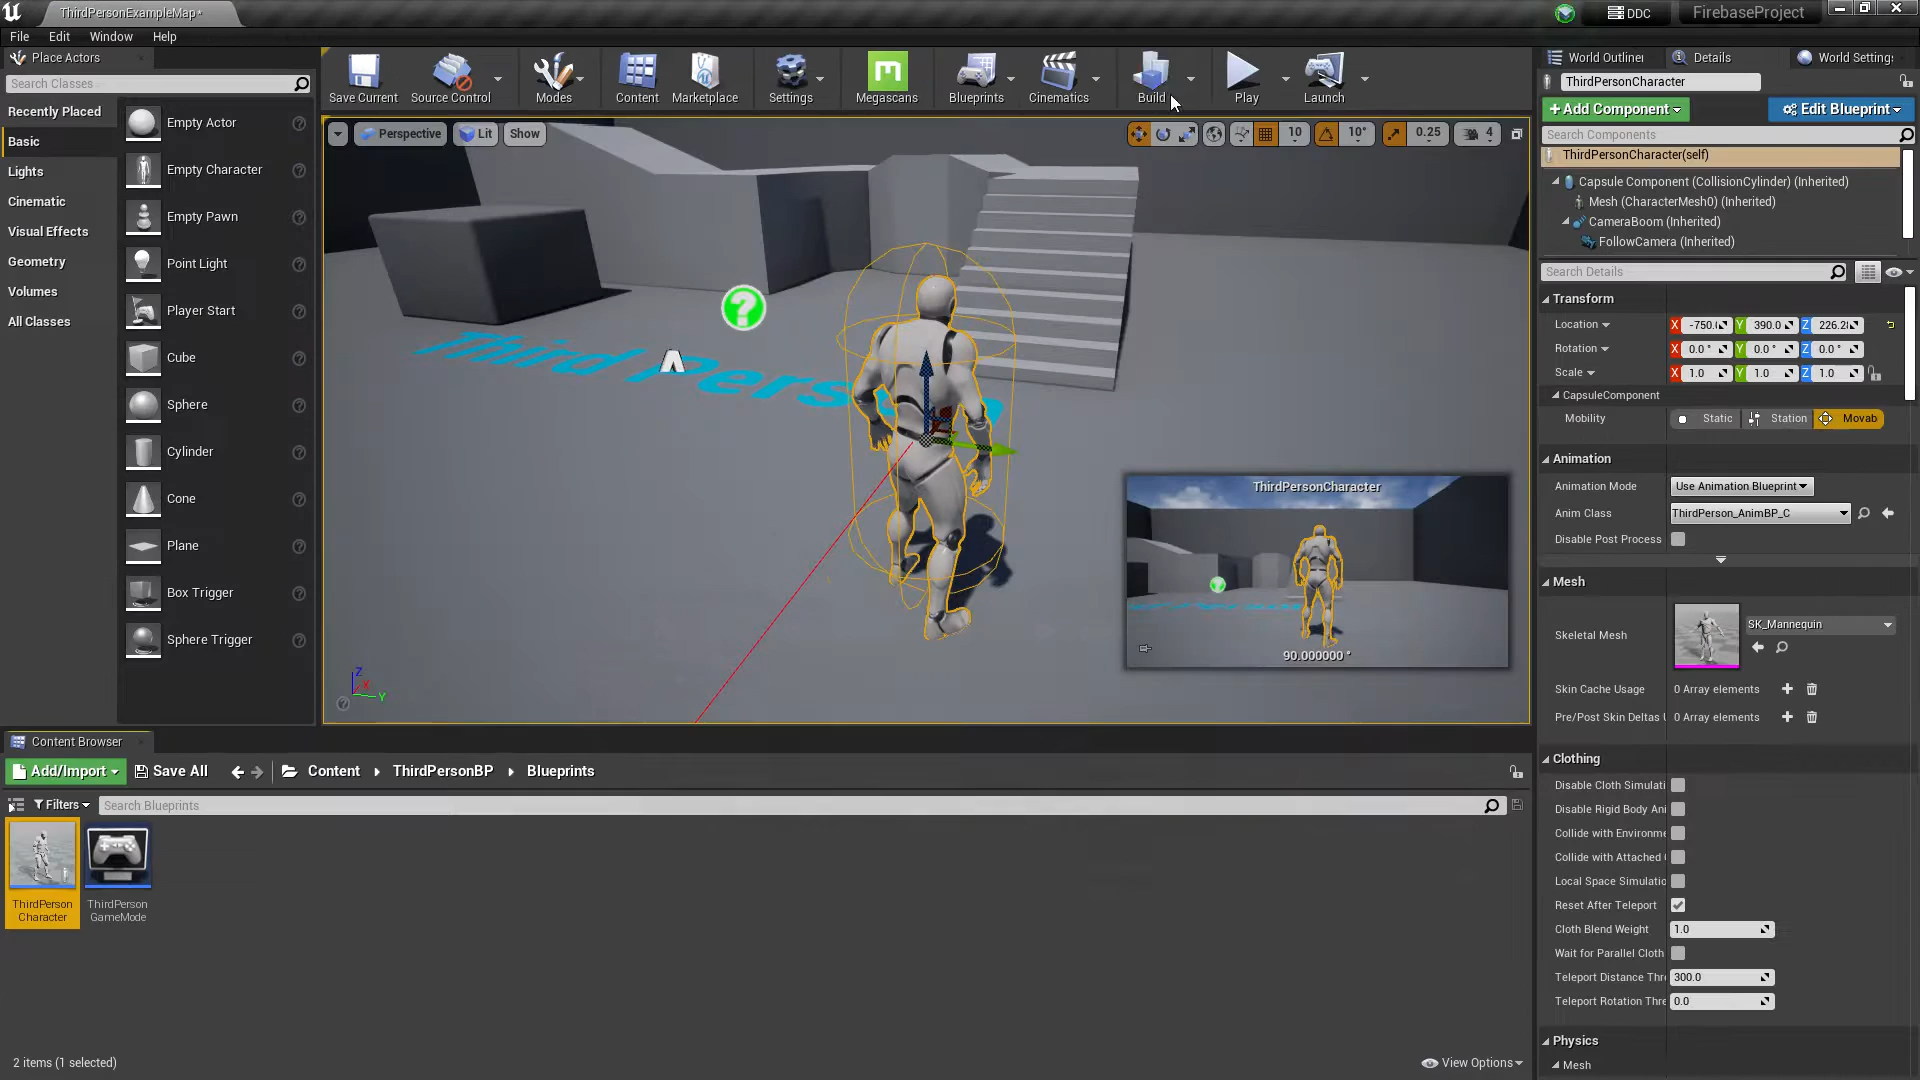 ThirdPersonExampleMap*
DDC
FirebaseProject
File Edit Window Help
Place Actors
Search Classes
Recently Placed
Basic
Lights
Cinematic
Visual Effects
Geometry
Volumes
All Classes
Empty Actor
Empty Character
Empty Pawn
Point Light
Player Start
Cube
Sphere
Cylinder
Cone
Plane
Box Trigger
Sphere Trigger
Save Current
Source Control
Modes
Content
Marketplace
Settings
Megascans
Blueprints
Cinematics
Build
Play
Launch
Perspective
Lit
Show
10
10°
0.25
4
Third Pers
ThirdPersonCharacter
90.000000 °
Z
X
Y
World Outliner
Details
World Settings
ThirdPersonCharacter
+Add Component
Edit Blueprint
Search Components
ThirdPersonCharacter(self)
Capsule Component (CollisionCylinder) (Inherited)
Mesh (CharacterMesh0) (Inherited)
CameraBoom (Inherited)
FollowCamera (Inherited)
Search Details
Transform
Location X -750.( Y 390.0 Z 226.2
Rotation X 0.0 ° Y 0.0 ° Z 0.0 °
Scale X 1.0 Y 1.0 Z 1.0
CapsuleComponent
Mobility Static Station Movab
Animation
Animation Mode Use Animation Blueprint
Anim Class ThirdPerson_AnimBP_C
Disable Post Process
Mesh
Skeletal Mesh SK_Mannequin
Skin Cache Usage 0 Array elements
Pre/Post Skin Deltas U 0 Array elements
Clothing
Disable Cloth Simulati
Disable Rigid Body Ani
Collide with Environme
Collide with Attached
Local Space Simulatio
Reset After Teleport
Cloth Blend Weight 1.0
Wait for Parallel Cloth
Teleport Distance Thre 300.0
Teleport Rotation Thre 0.0
Physics
Mesh
Content Browser
Add/Import
Save All
Content
ThirdPersonBP
Blueprints
Filters
Search Blueprints
ThirdPerson
Character
ThirdPerson
GameMode
2 items (1 selected)
View Options